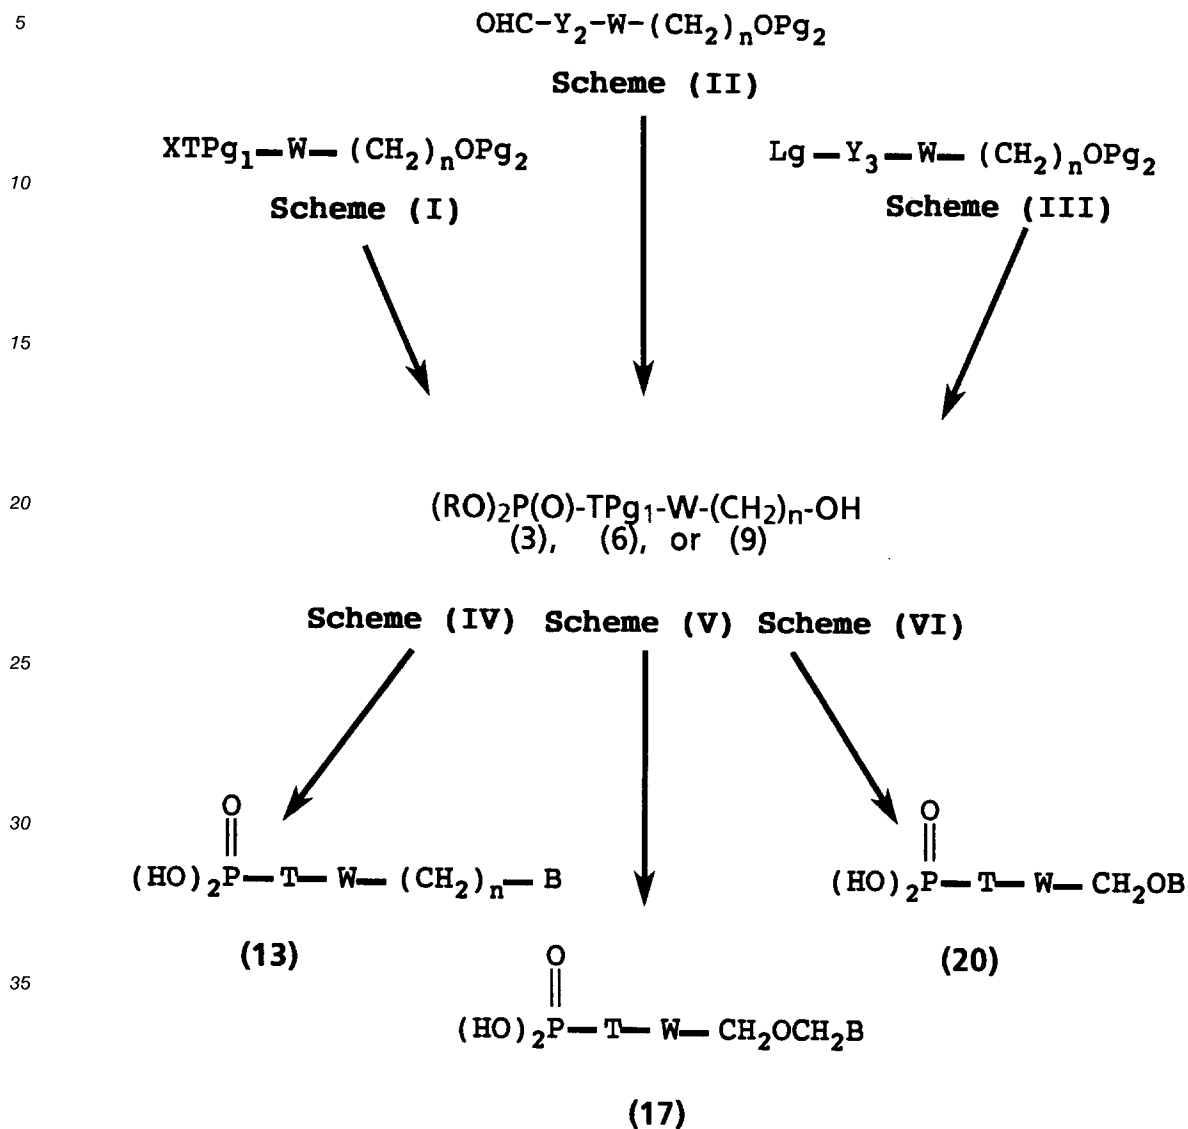 5
OHC-Y₂-W-(CH₂)ₙOPg₂
Scheme (II)
XTPg₁-W-(CH₂)ₙOPg₂
Lg-Y₃-W-(CH₂)ₙOPg₂
10
Scheme (I)
Scheme (III)
15
20
(RO)₂P(O)-TPg₁-W-(CH₂)ₙ-OH
(3), (6), or (9)
Scheme (IV) Scheme (V) Scheme (VI)
25
30
O
O
(HO)₂P-T-W-(CH₂)ₙ-B
(HO)₂P-T-W-CH₂OB
(13)
(20)
35
O
(HO)₂P-T-W-CH₂OCH₂B
(17)